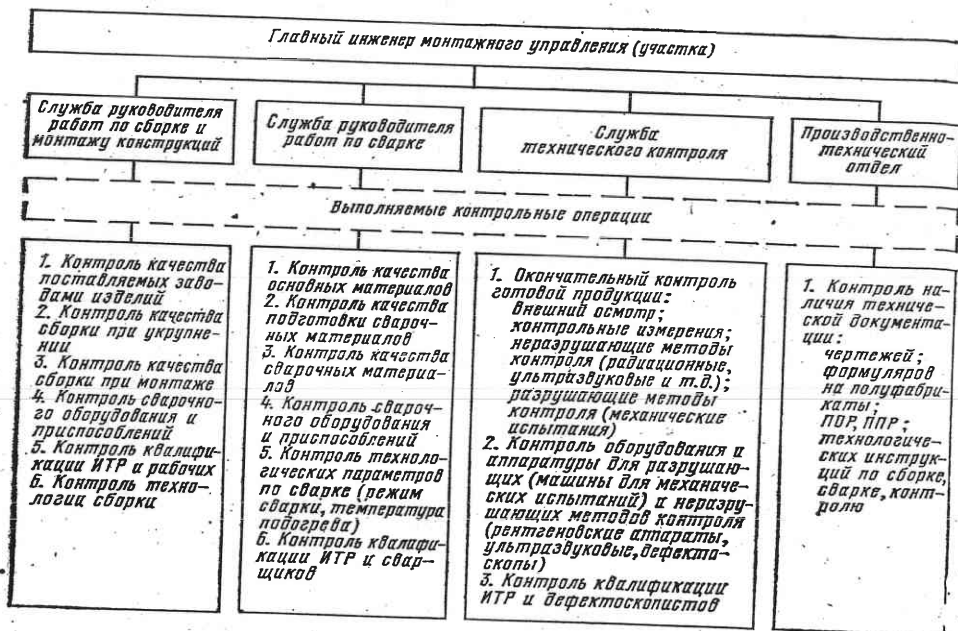 Главный инженер монтажного управления (участка)
Служба руководителя
работ по сборке и
монтажу конструкций
Служба руководителя
работ по сварке
Служба
технического контроля
Производственно-
технический
отдел
Выполняемые контрольные операции
1. Контроль качества
поставляемых заво-
дами изделий
2. Контроль качества
сборки при укрупне-
нии
3. Контроль качества
сборки при монтаже
4. Контроль сварочно-
го оборудования и
приспособлений
5. Контроль квалифи-
кации ИТР и рабочих
6. Контроль техно-
логии сборки
1. Контроль качества
основных материалов
2. Контроль качества
подготовки свароч-
ных материалов
3. Контроль качества
сварочных материа-
лов
4. Контроль свароч-
ного оборудования
и приспособлений
5. Контроль техноло-
гических параметров
по сварке (режим
сварки, температура
подогрева)
6. Контроль квалифи-
кации ИТР и свар-
щиков
1. Окончательный контроль
готовой продукции:
внешний осмотр;
контрольные измерения;
неразрушающие методы
контроля (радиационные,
ультразвуковые и т.д.);
разрушающие методы
контроля (механические
испытания)
2. Контроль оборудования и
аппаратуры для разрушаю-
щих (машины для механиче-
ских испытаний) и неразру-
шающих методов контроля
(рентгеновские аппараты,
ультразвуковые, дефекто-
скопы)
3. Контроль квалификации
ИТР и дефектоскопистов
1. Контроль на-
личия техниче-
ской документа-
ции:
чертежей;
формуляров
на полуфабри-
каты;
ПОР, ППР;
технологиче-
ских инструк-
ций по сборке,
сварке, конт-
ролю